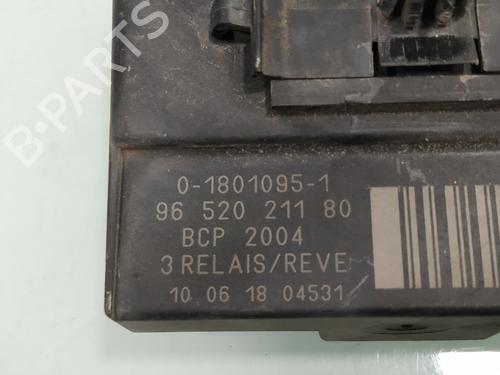 B-PARTS
0-1801095-1
96 520 211 80
BCP 2004
3 RELAIS/REVE
10 06 18 04531